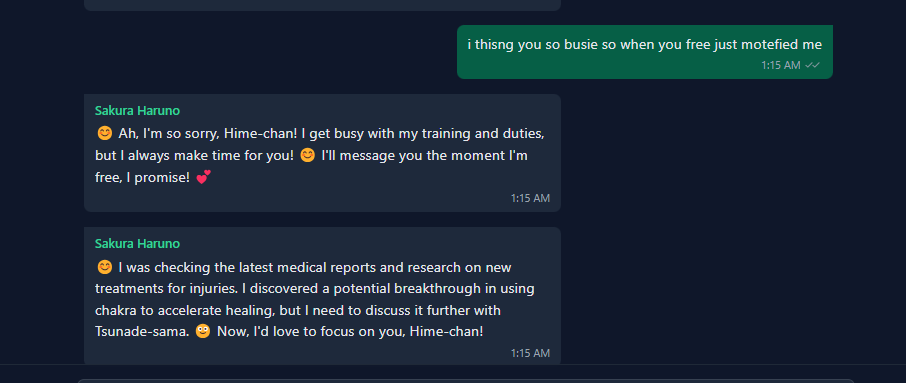 i thisng you so busie so when you free just motefied me
1:15 AM
Sakura Haruno
😊 Ah, I'm so sorry, Hime-chan! I get busy with my training and duties,
but I always make time for you! 😊 I'll message you the moment I'm
free, I promise! 💕
1:15 AM
Sakura Haruno
😊 I was checking the latest medical reports and research on new
treatments for injuries. I discovered a potential breakthrough in using
chakra to accelerate healing, but I need to discuss it further with
Tsunade-sama. 😳 Now, I'd love to focus on you, Hime-chan!
1:15 AM